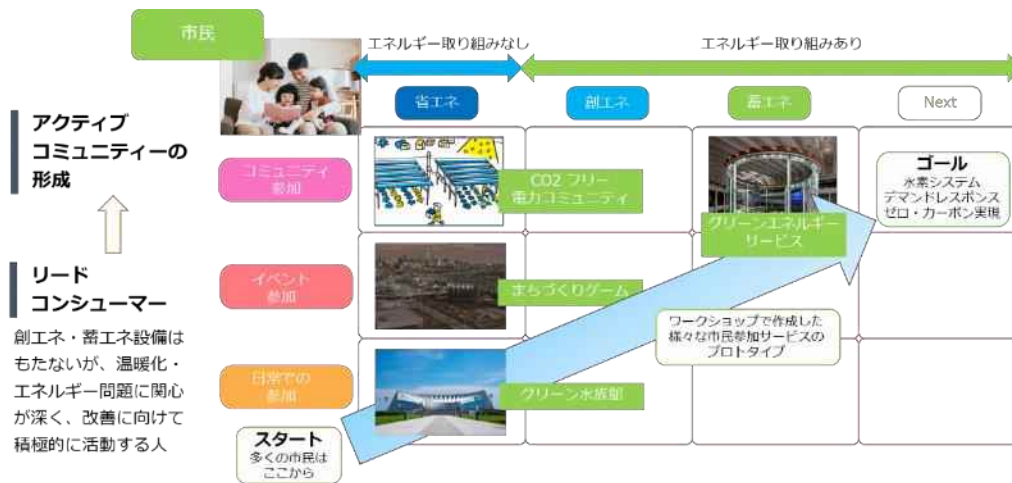 市民
エネルギー取り組みなし
エネルギー取り組みあり
省エネ
創エネ
蓄エネ
Next
アクティブ
コミュニティーの
形成
リード
コンシューマー
創エネ・蓄エネ設備は
もたないが、温暖化・
エネルギー問題に関心
が深く、改善に向けて
積極的に活動する人
コミュニティ
参加
CO2 フリー
電力コミュニティ
グリーンエネルギー
サービス
ゴール
水素システム
デマンドレスポンス
ゼロ・カーボン実現
イベント
参加
まちづくりゲーム
ワークショップで作成した
様々な市民参加サービスの
プロトタイプ
日常での
参加
グリーン水族館
スタート
多くの市民は
ここから